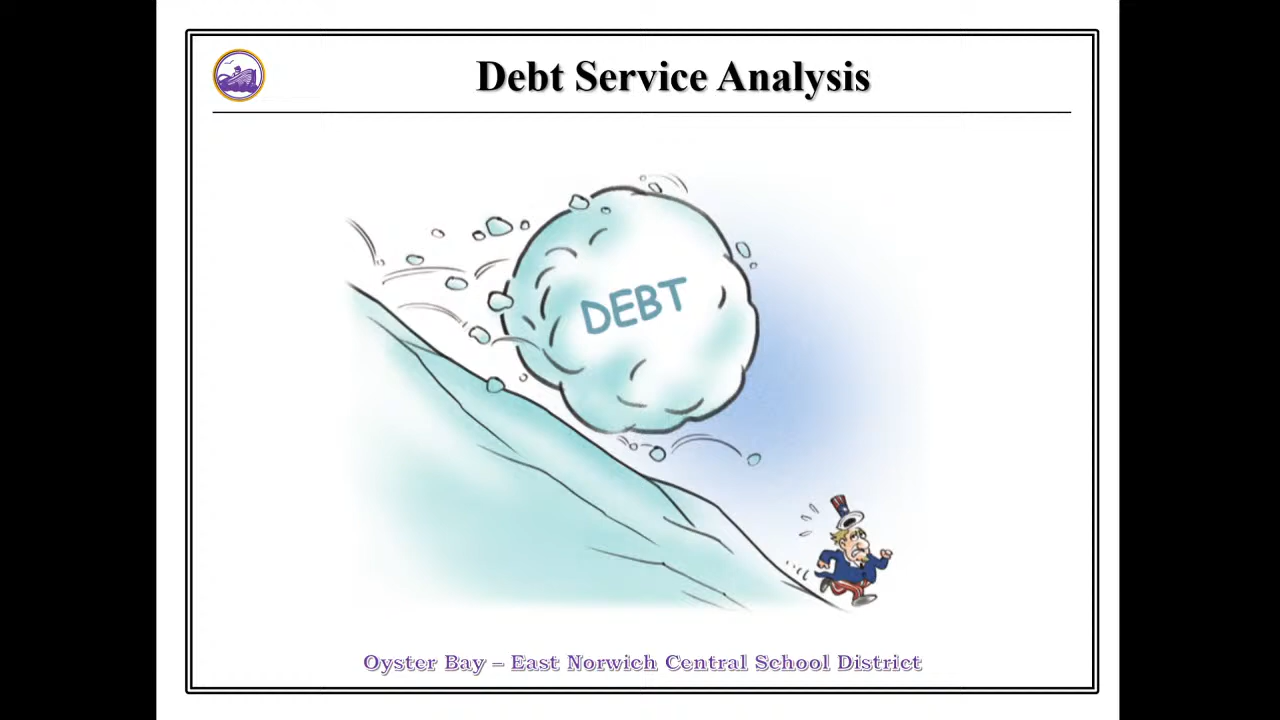 Debt Service Analysis
DEBT
Oyster Bay – East Norwich Central School District